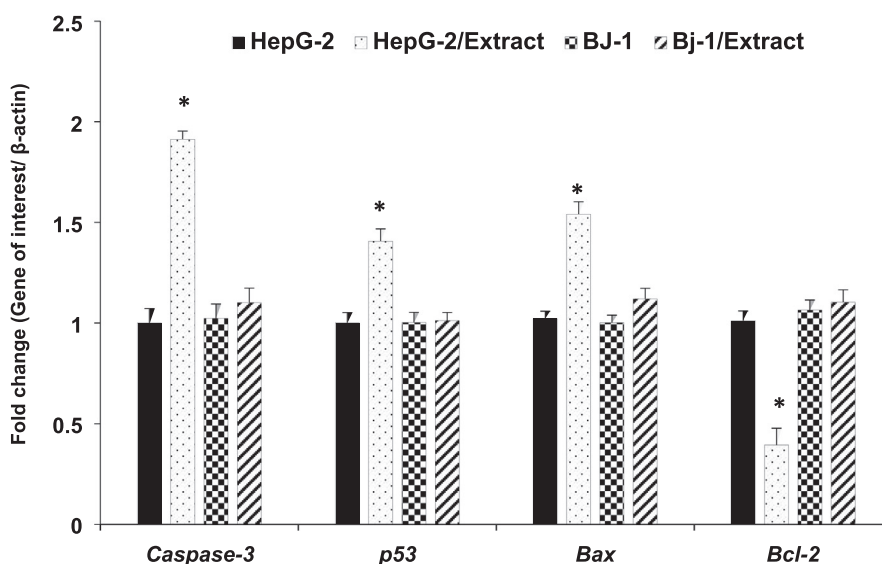 2.5
HepG-2 HepG-2/Extract BJ-1 Bj-1/Extract
2
1.5
1
0.5
0
Fold change (Gene of interest/ β-actin)
* * * *
Caspase-3 p53 Bax Bcl-2